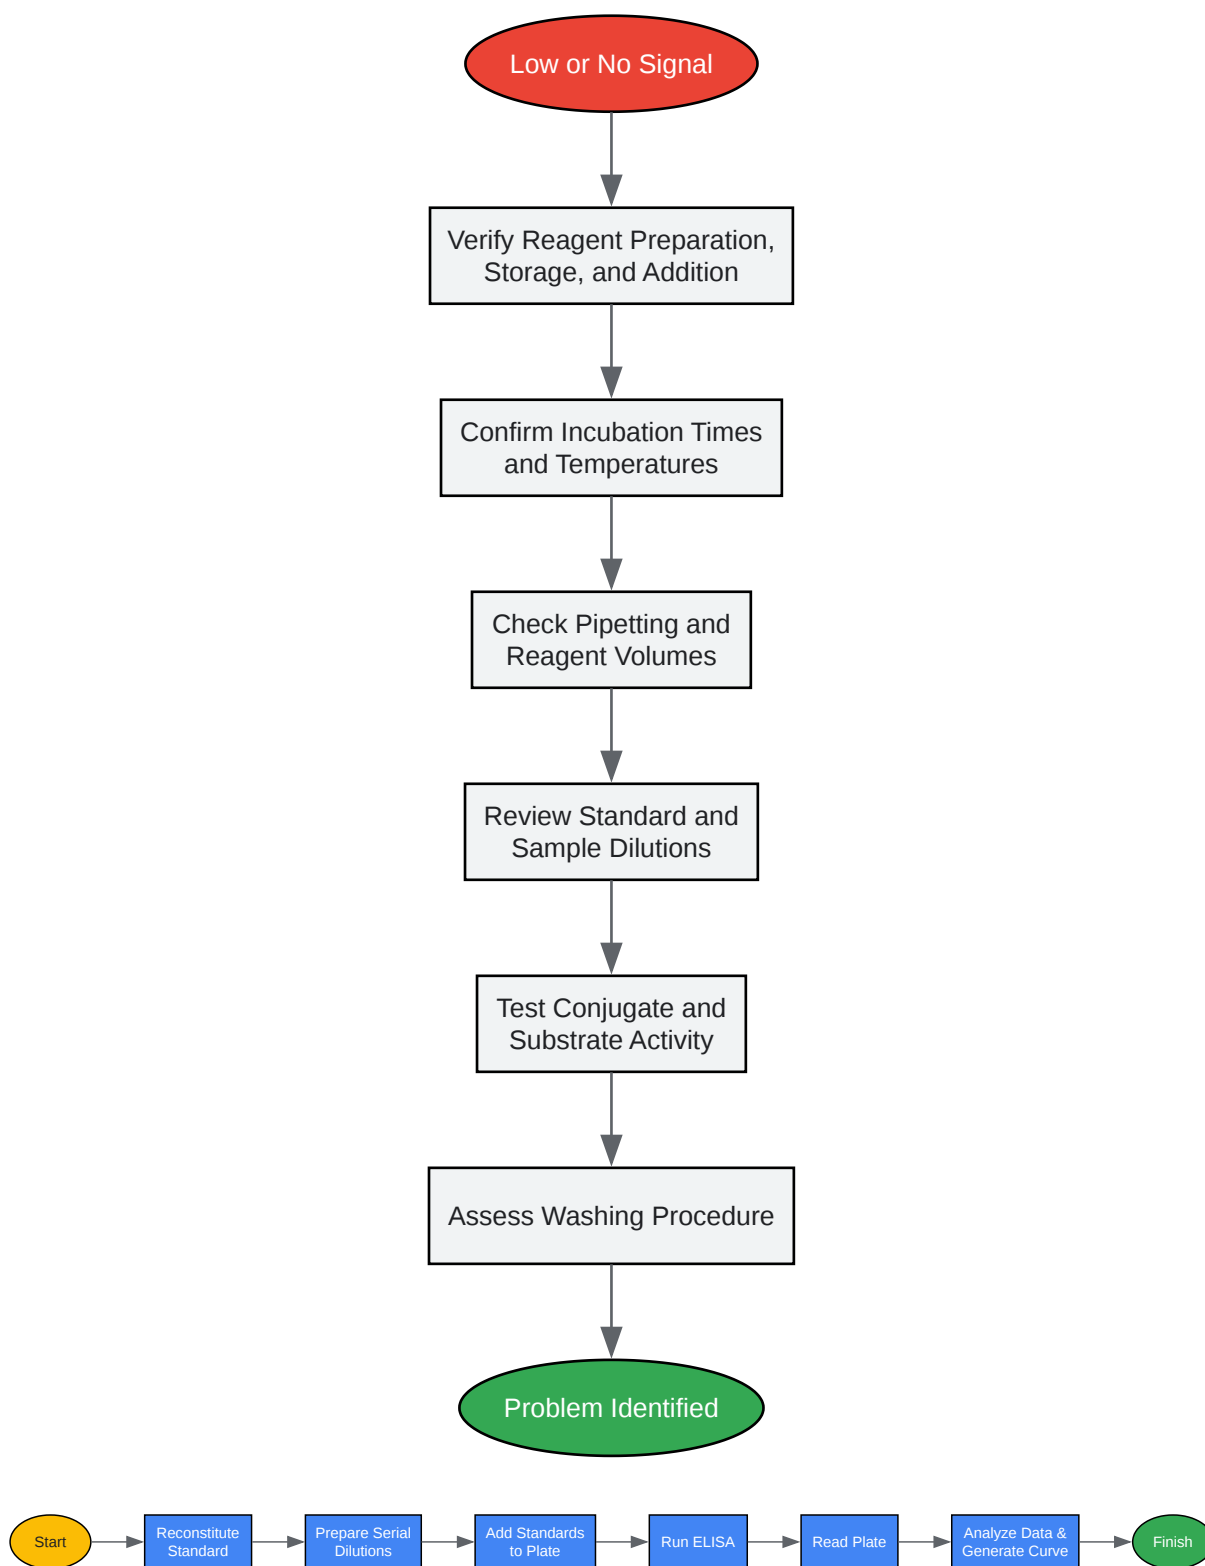 Low or No Signal
Verify Reagent Preparation,
Storage, and Addition
Confirm Incubation Times
and Temperatures
Check Pipetting and
Reagent Volumes
Review Standard and
Sample Dilutions
Test Conjugate and
Substrate Activity
Assess Washing Procedure
Problem Identified
Start
Reconstitute
Standard
Prepare Serial
Dilutions
Add Standards
to Plate
Run ELISA
Read Plate
Analyze Data &
Generate Curve
Finish